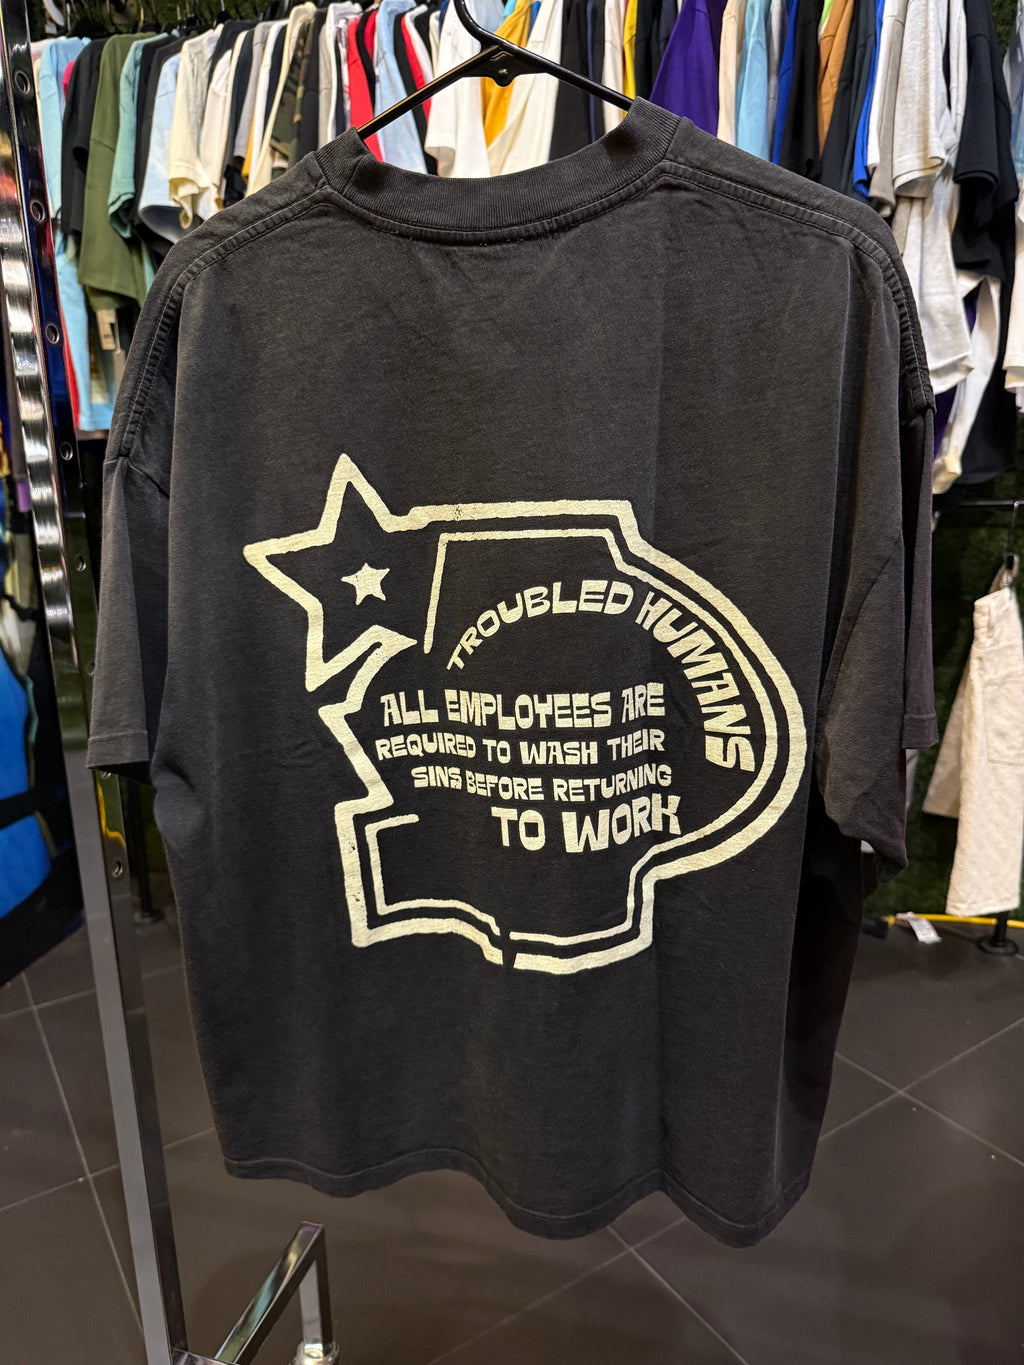 TROUBLED HUMANS
ALL EMPLOYEES ARE
REQUIRED TO WASH THEIR
SINS BEFORE RETURNING
TO WORK